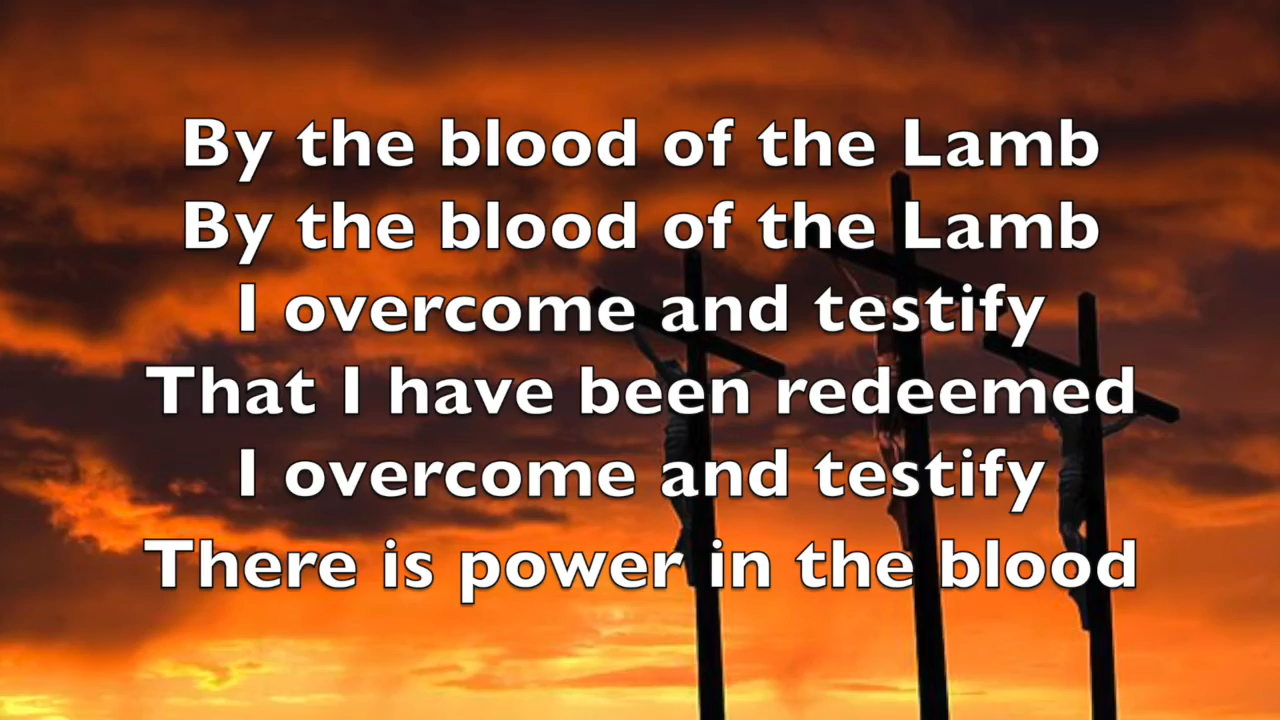 By the blood of the Lamb
By the blood of the Lamb
I overcome and testify
That I have been redeemed
I overcome and testify
There is power in the blood